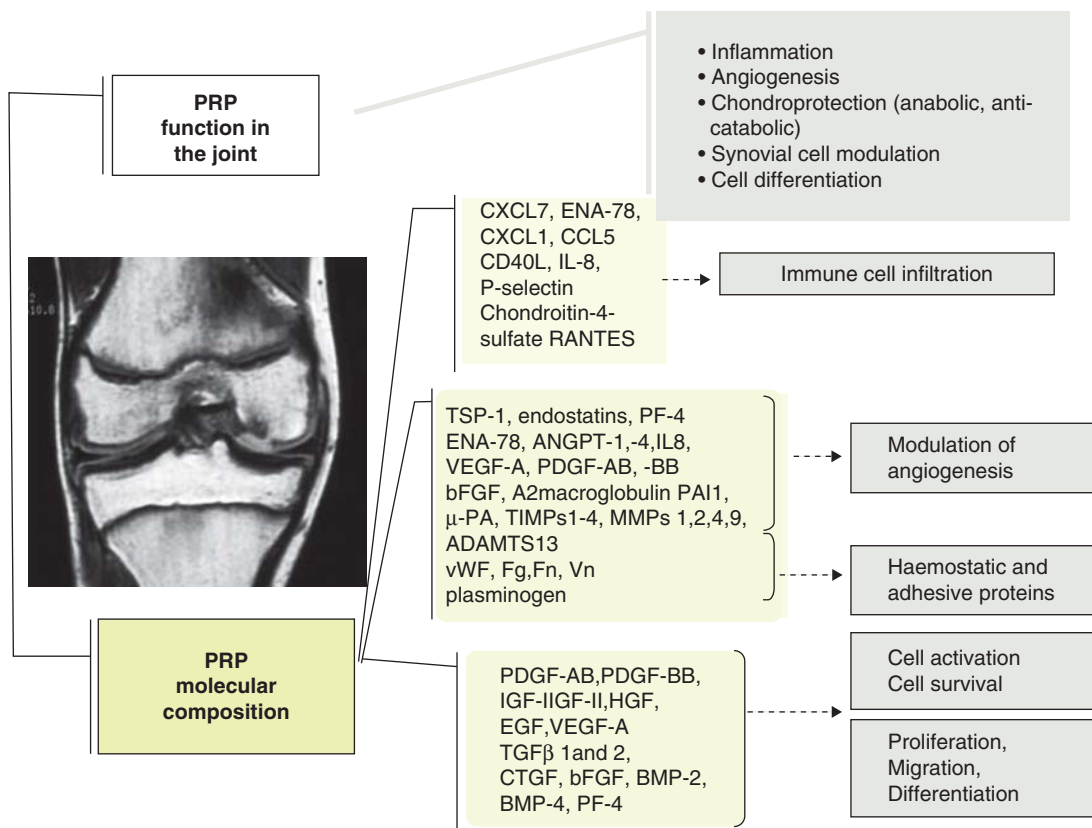 PRP
function in
the joint
• Inflammation
• Angiogenesis
• Chondroprotection (anabolic, anti-
catabolic)
• Synovial cell modulation
• Cell differentiation
CXCL7, ENA-78,
CXCL1, CCL5
CD40L, IL-8,
P-selectin
Chondroitin-4-
sulfate RANTES
Immune cell infiltration
10.8
TSP-1, endostatins, PF-4
ENA-78, ANGPT-1,-4,IL8,
VEGF-A, PDGF-AB, -BB
bFGF, A2macroglobulin PAI1,
μ-PA, TIMPs1-4, MMPs 1,2,4,9,
ADAMTS13
vWF, Fg,Fn, Vn
plasminogen
Modulation of
angiogenesis
Haemostatic and
adhesive proteins
PRP
molecular
composition
PDGF-AB,PDGF-BB,
IGF-IIGF-II,HGF,
EGF,VEGF-A
TGFβ 1and 2,
CTGF, bFGF, BMP-2,
BMP-4, PF-4
Cell activation
Cell survival
Proliferation,
Migration,
Differentiation